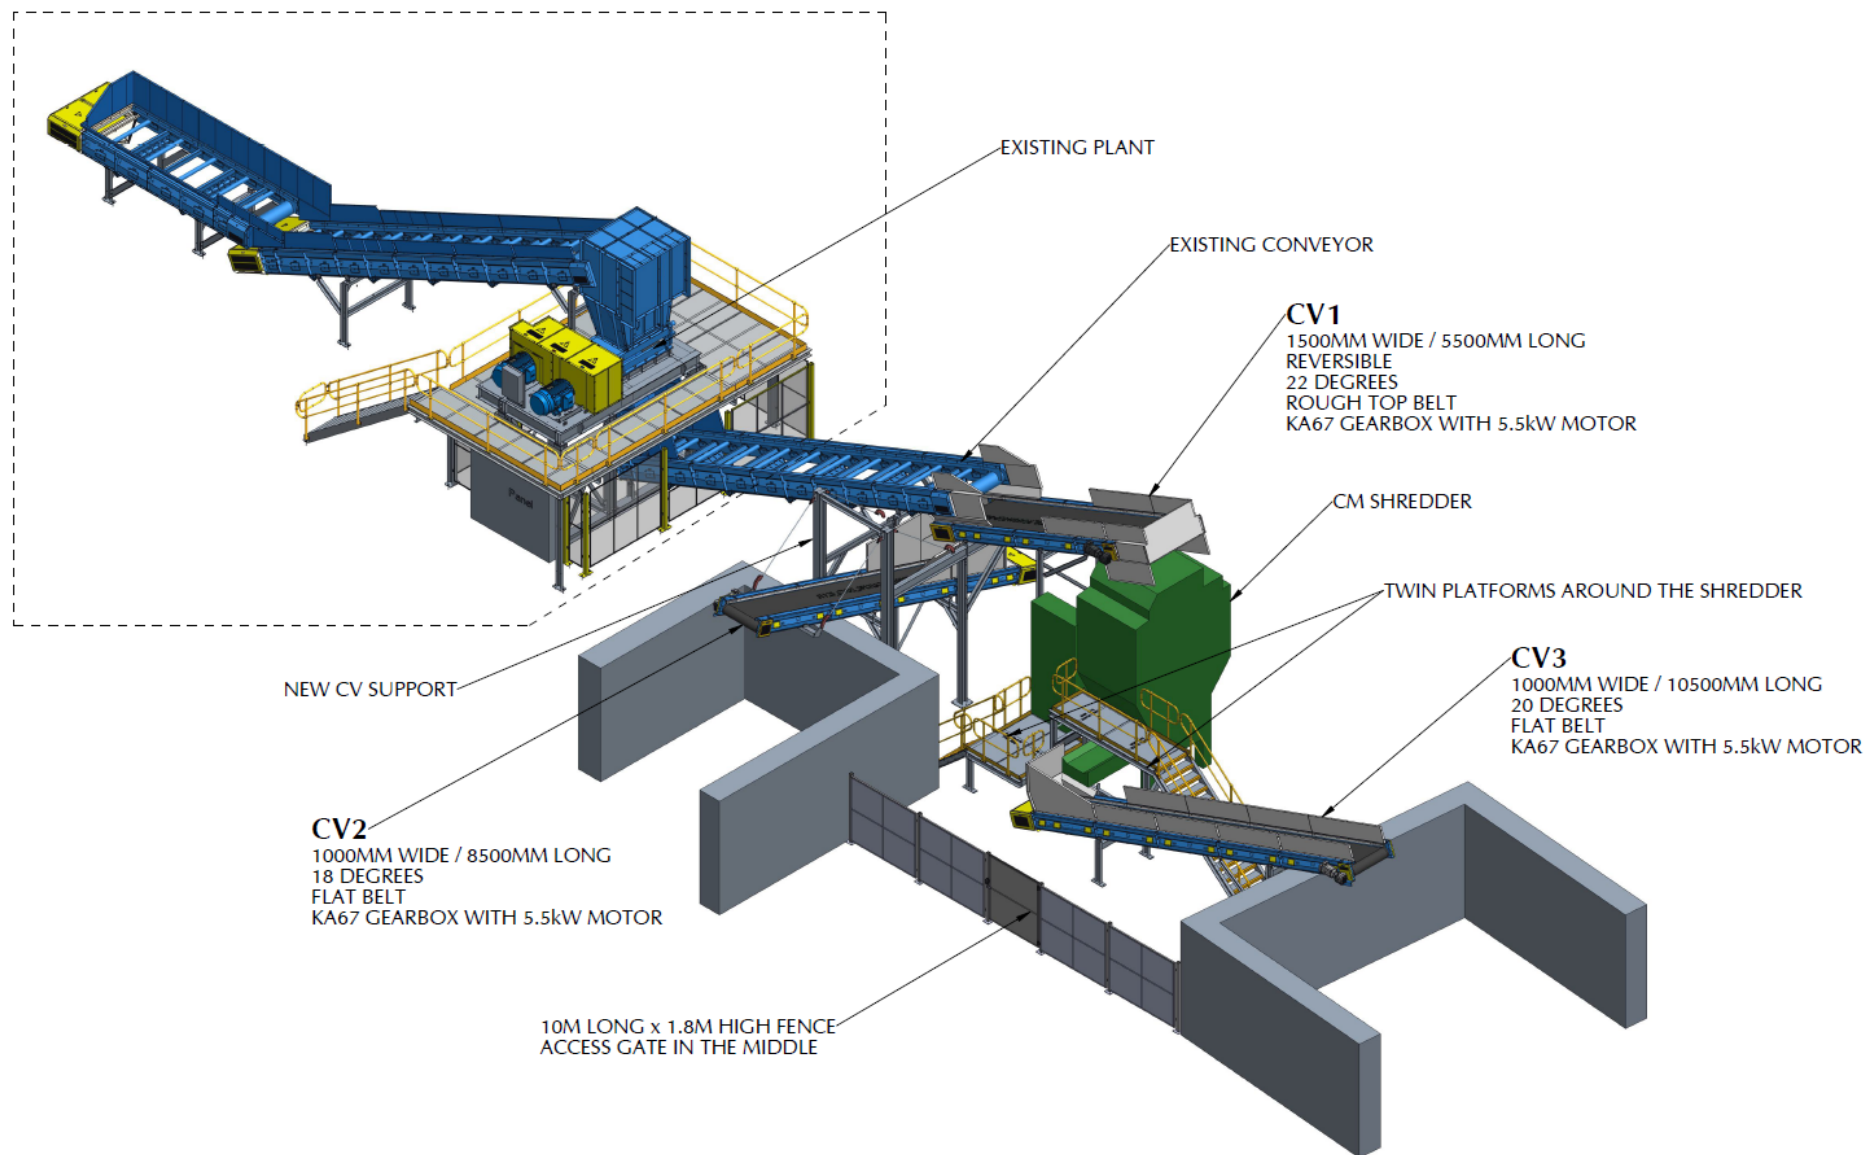 EXISTING PLANT
EXISTING CONVEYOR
CV1
1500MM WIDE / 5500MM LONG
REVERSIBLE
22 DEGREES
ROUGH TOP BELT
KA67 GEARBOX WITH 5.5kW MOTOR
CM SHREDDER
Panel
TWIN PLATFORMS AROUND THE SHREDDER
NEW CV SUPPORT
CV3
1000MM WIDE / 10500MM LONG
20 DEGREES
FLAT BELT
KA67 GEARBOX WITH 5.5kW MOTOR
CV2
1000MM WIDE / 8500MM LONG
18 DEGREES
FLAT BELT
KA67 GEARBOX WITH 5.5kW MOTOR
10M LONG x 1.8M HIGH FENCE
ACCESS GATE IN THE MIDDLE